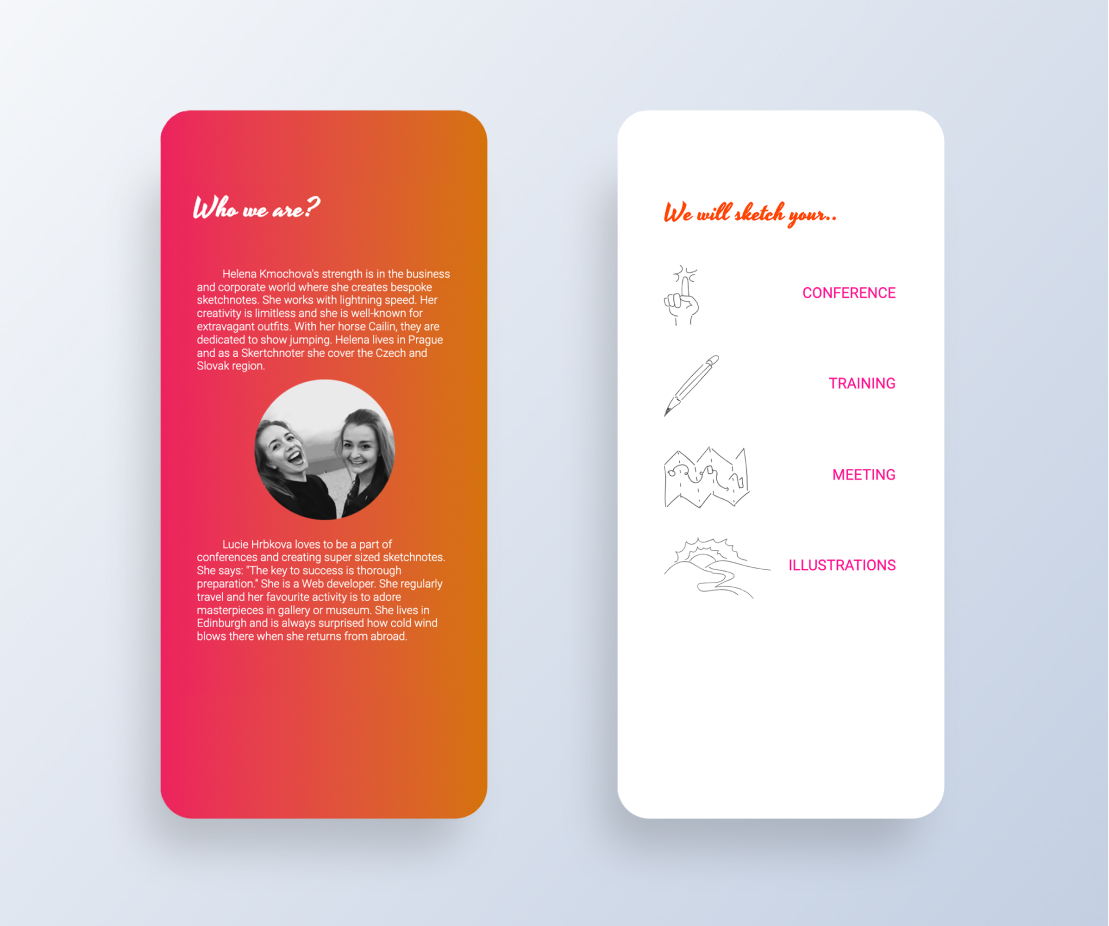 Who we are?
Helena Kmochova's strength is in the business
and corporate world where she creates bespoke
sketchnotes. She works with lightning speed. Her
creativity is limitless and she is well-known for
extravagant outfits. With her horse Cailin, they are
dedicated to show jumping. Helena lives in Prague
and as a Skertchnoter she cover the Czech and
Slovak region.
Lucie Hrbkova loves to be a part of
conferences and creating super sized sketchnotes.
She says: "The key to success is thorough
preparation." She is a Web developer. She regularly
travel and her favourite activity is to adore
masterpieces in gallery or museum. She lives in
Edinburgh and is always surprised how cold wind
blows there when she returns from abroad.
We will sketch your..
CONFERENCE
TRAINING
MEETING
ILLUSTRATIONS